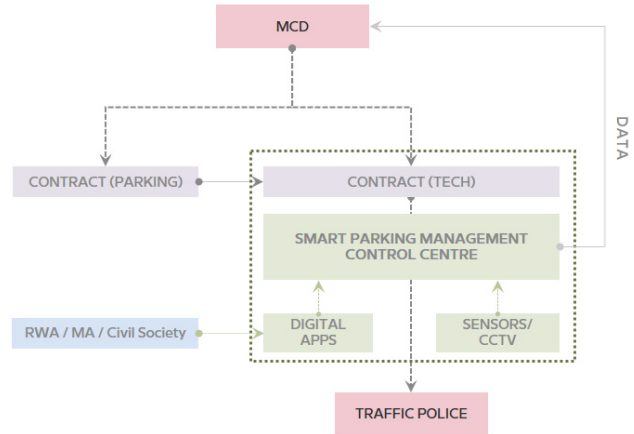 MCD
DATA
CONTRACT (PARKING)
CONTRACT (TECH)
SMART PARKING MANAGEMENT
CONTROL CENTRE
RWA / MA / Civil Society
DIGITAL
APPS
SENSORS/
CCTV
TRAFFIC POLICE